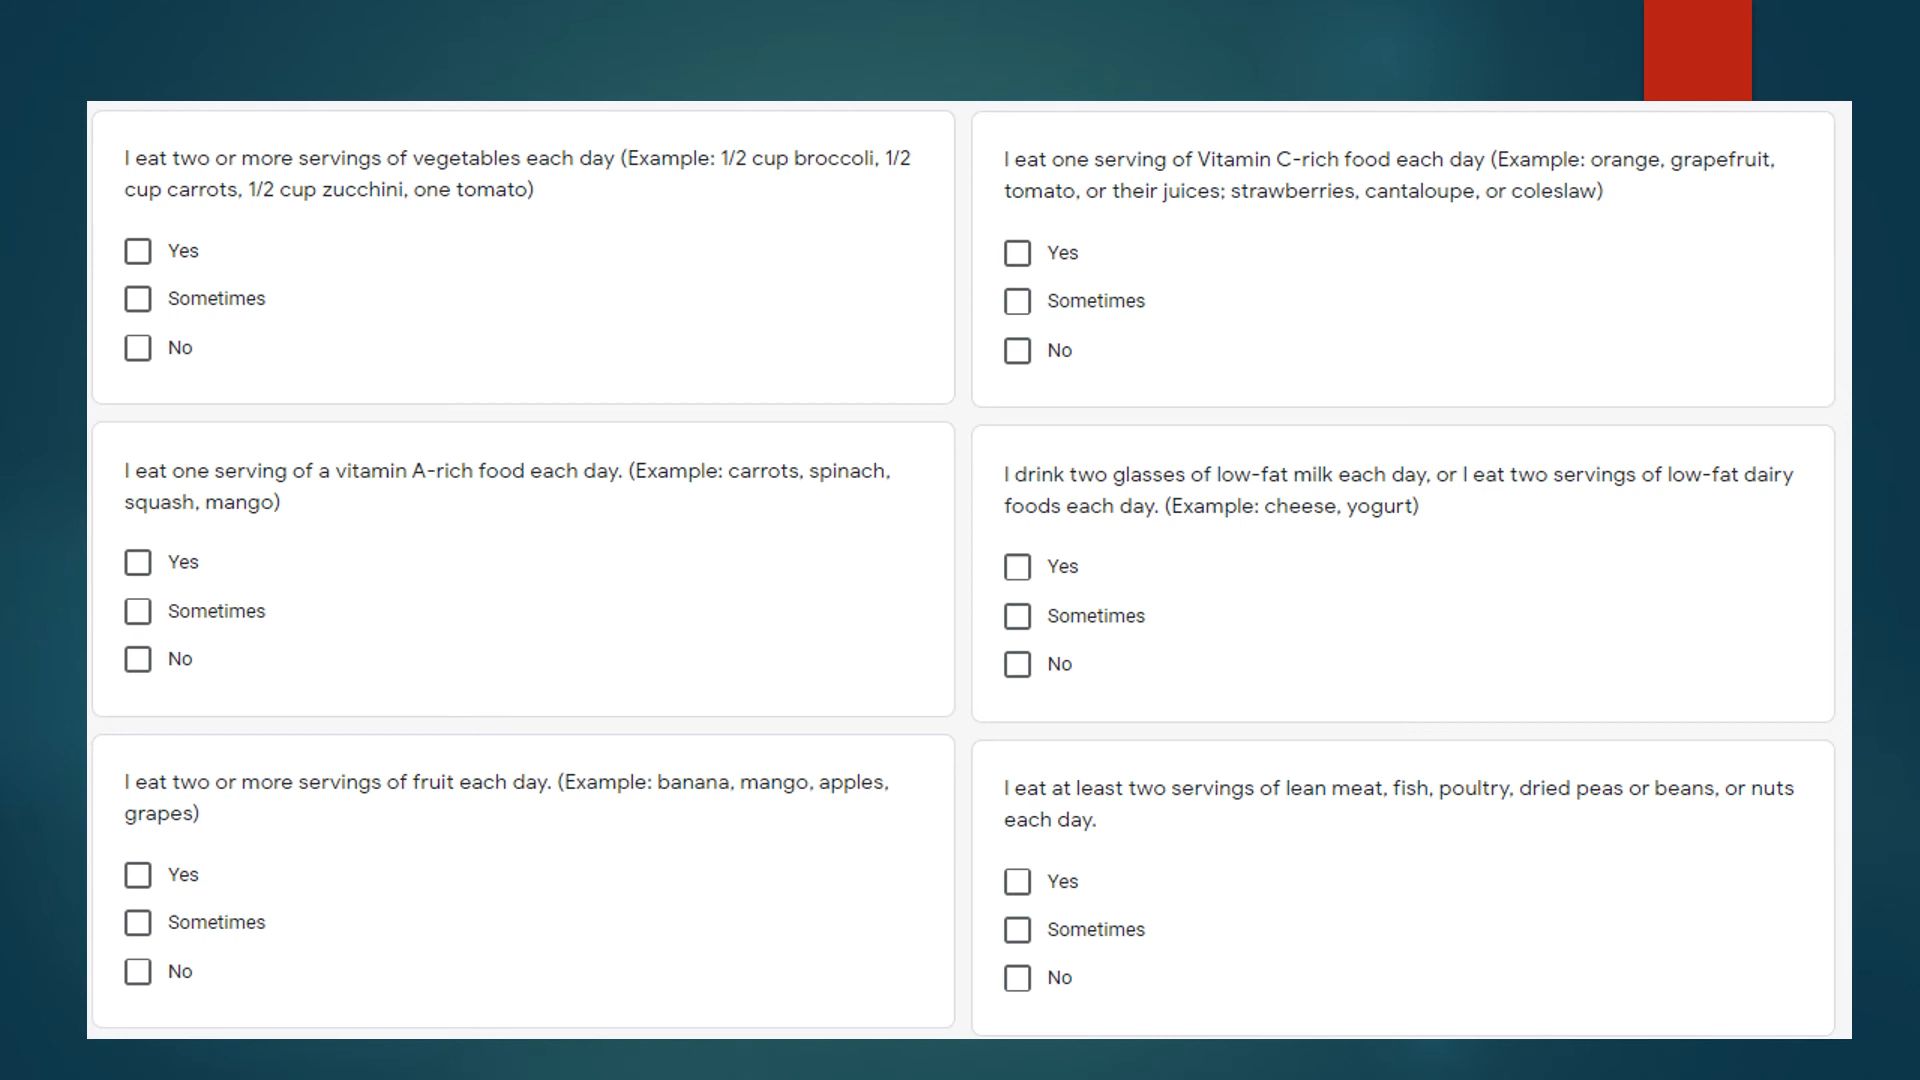 I eat two or more servings of vegetables each day (Example: 1/2 cup broccoli, 1/2
cup carrots, 1/2 cup zucchini, one tomato)
Yes
Sometimes
No
I eat one serving of a vitamin A-rich food each day. (Example: carrots, spinach,
squash, mango)
Yes
Sometimes
No
I eat two or more servings of fruit each day. (Example: banana, mango, apples,
grapes)
Yes
Sometimes
No
I eat one serving of Vitamin C-rich food each day (Example: orange, grapefruit,
tomato, or their juices; strawberries, cantaloupe, or coleslaw)
Yes
Sometimes
No
I drink two glasses of low-fat milk each day, or I eat two servings of low-fat dairy
foods each day. (Example: cheese, yogurt)
Yes
Sometimes
No
I eat at least two servings of lean meat, fish, poultry, dried peas or beans, or nuts
each day.
Yes
Sometimes
No